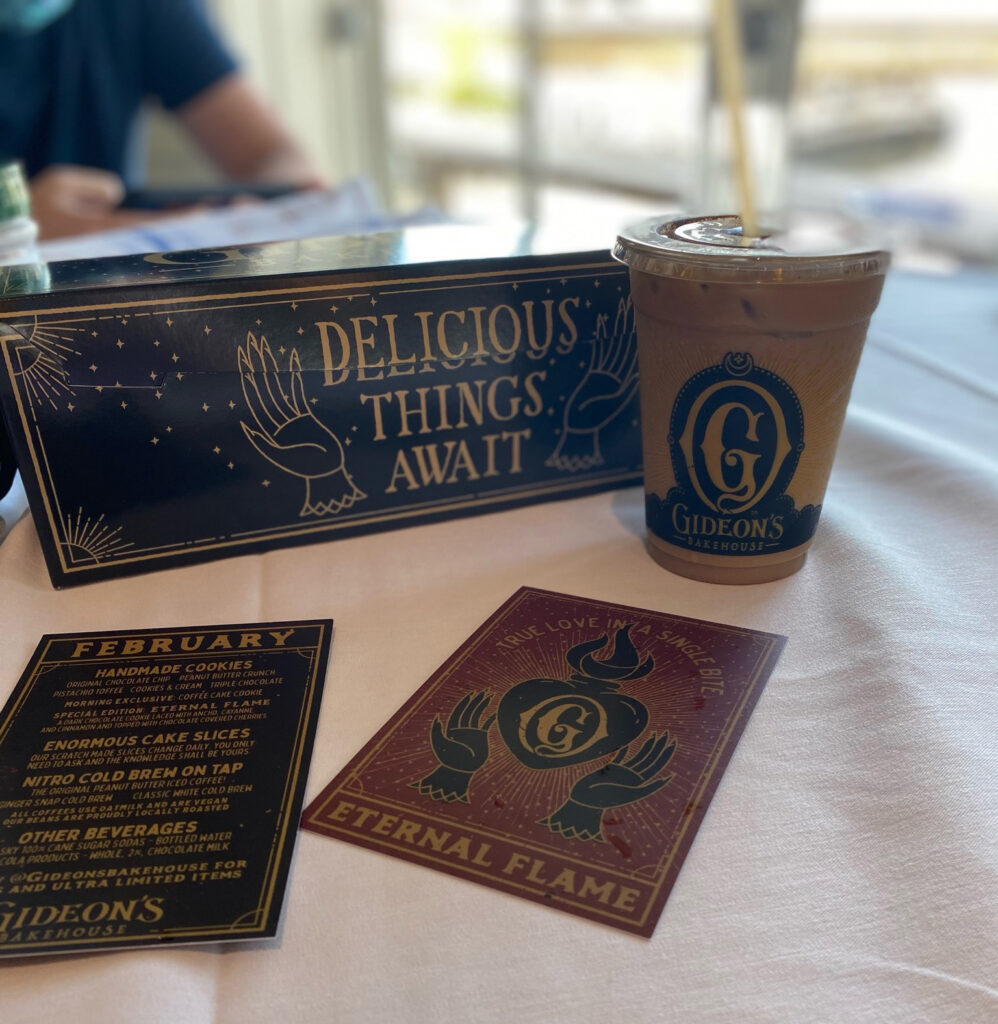 DELICIOUS
THINGS
AWAIT
G
GIDEON'S
BAKEHOUSE
FEBRUARY
HANDMADE COOKIES
ORIGINAL CHOCOLATE CHIP PEANUT BUTTER CRUNCH
PISTACHIO TOFFEE COOKIES & CREAM TRIPLE CHOCOLATE
MORNING EXCLUSIVE: COFFEE CAKE COOKIE
SPECIAL EDITION: ETERNAL FLAME
A DARK CHOCOLATE COOKIE LACED WITH ANCHO, CAYENNE
AND CINNAMON AND TOPPED WITH CHOCOLATE COVERED CHERRIES
ENORMOUS CAKE SLICES
OUR SCRATCH MADE SLICES CHANGE DAILY. YOU ONLY
NEED TO ASK AND THE KNOWLEDGE SHALL BE YOURS
NITRO COLD BREW ON TAP
THE ORIGINAL PEANUT BUTTER ICED COFFEE!
GINGER SNAP COLD BREW CLASSIC WHITE COLD BREW
ALL COFFEES USE OATMILK AND ARE VEGAN
OUR BEANS ARE PROUDLY LOCALLY ROASTED
OTHER BEVERAGES
100% CANE SUGAR SODAS - BOTTLED WATER
COLA PRODUCTS - WHOLE, 2%, CHOCOLATE MILK
@GIDEONSBAKEHOUSE FOR
AND ULTRA LIMITED ITEMS
GIDEON'S
BAKEHOUSE
TRUE LOVE IN A SINGLE BITE
G
ETERNAL FLAME